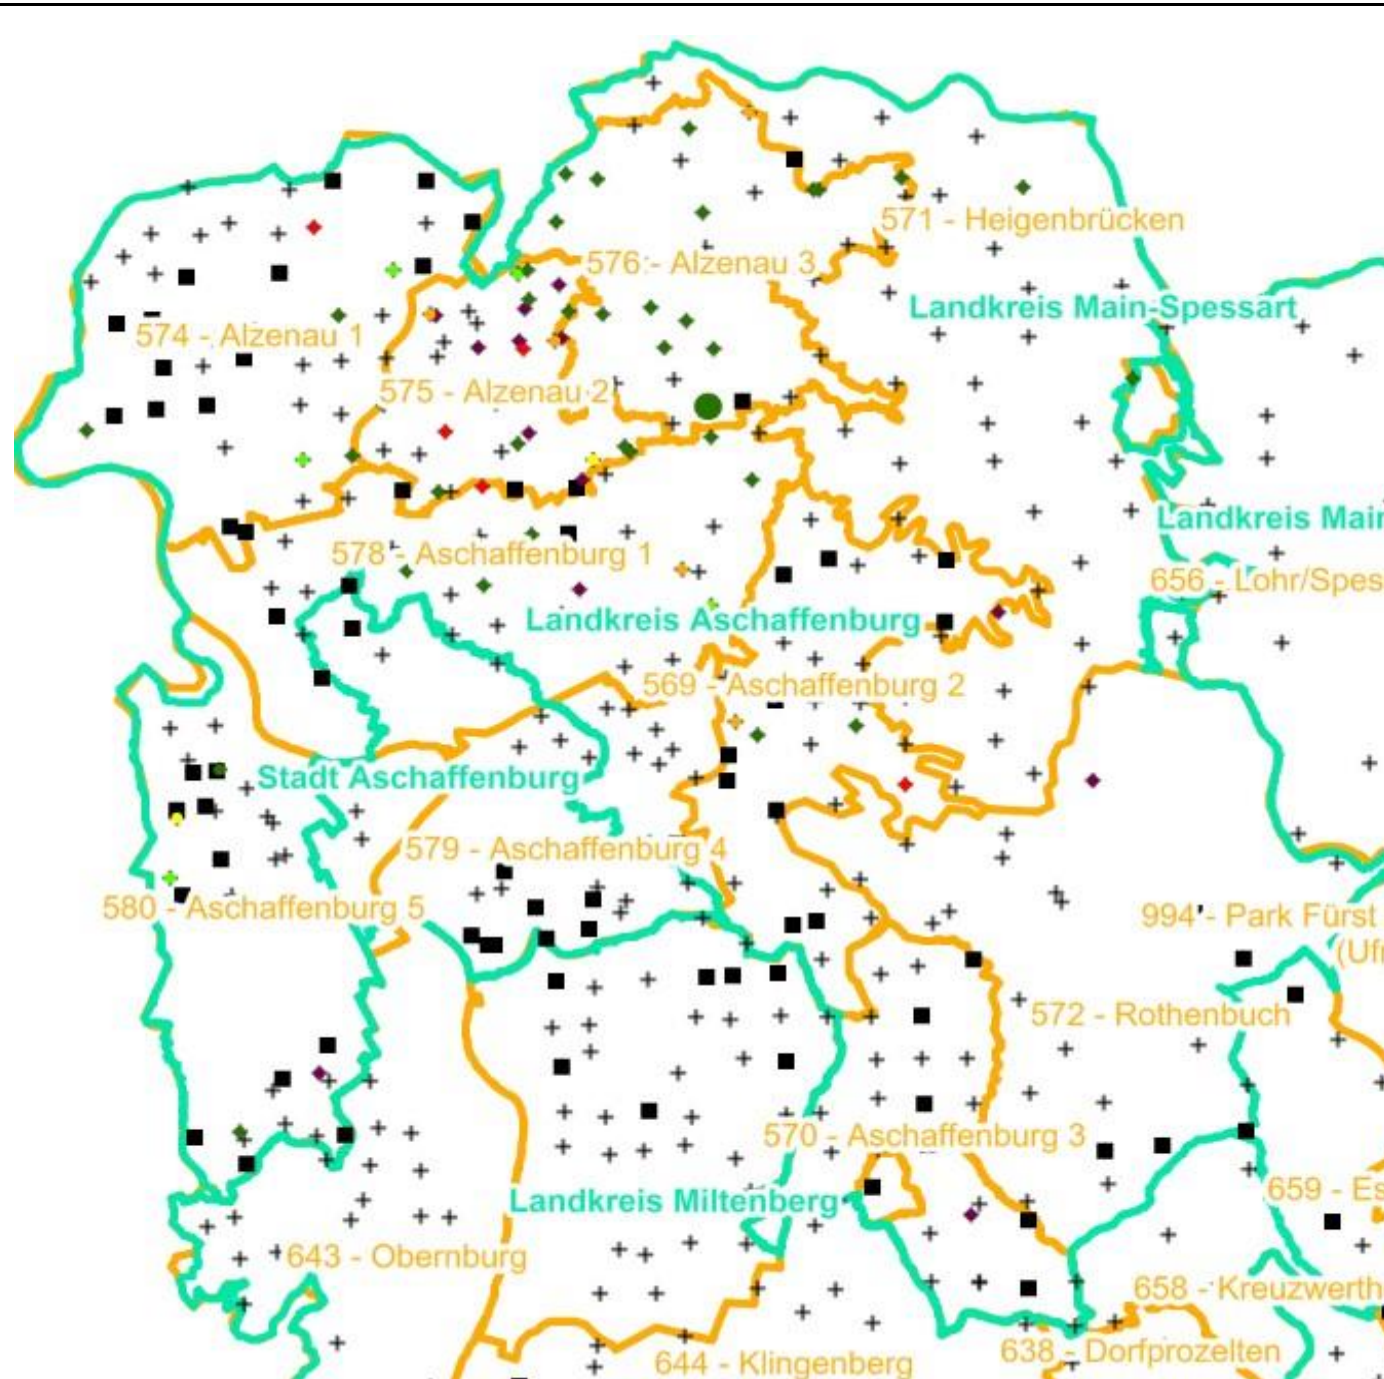 571 - Heigenbrücken
576 - Alzenau 3
Landkreis Main-Spessart
574 - Alzenau 1
575 - Alzenau 2
Landkreis Mair
578 - Aschaffenburg 1
656 - Lohr/Spes
Landkreis Aschaffenburg
569 - Aschaffenburg 2
Stadt Aschaffenburg
579 - Aschaffenburg 4
580 - Aschaffenburg 5
994 - Park Fürst
(Ufr
572 - Rothenbuch
570 - Aschaffenburg 3
659 - Es
Landkreis Miltenberg
643 - Obernburg
658 - Kreuzwerth
638 - Dorfprozelten
644 - Klingenberg